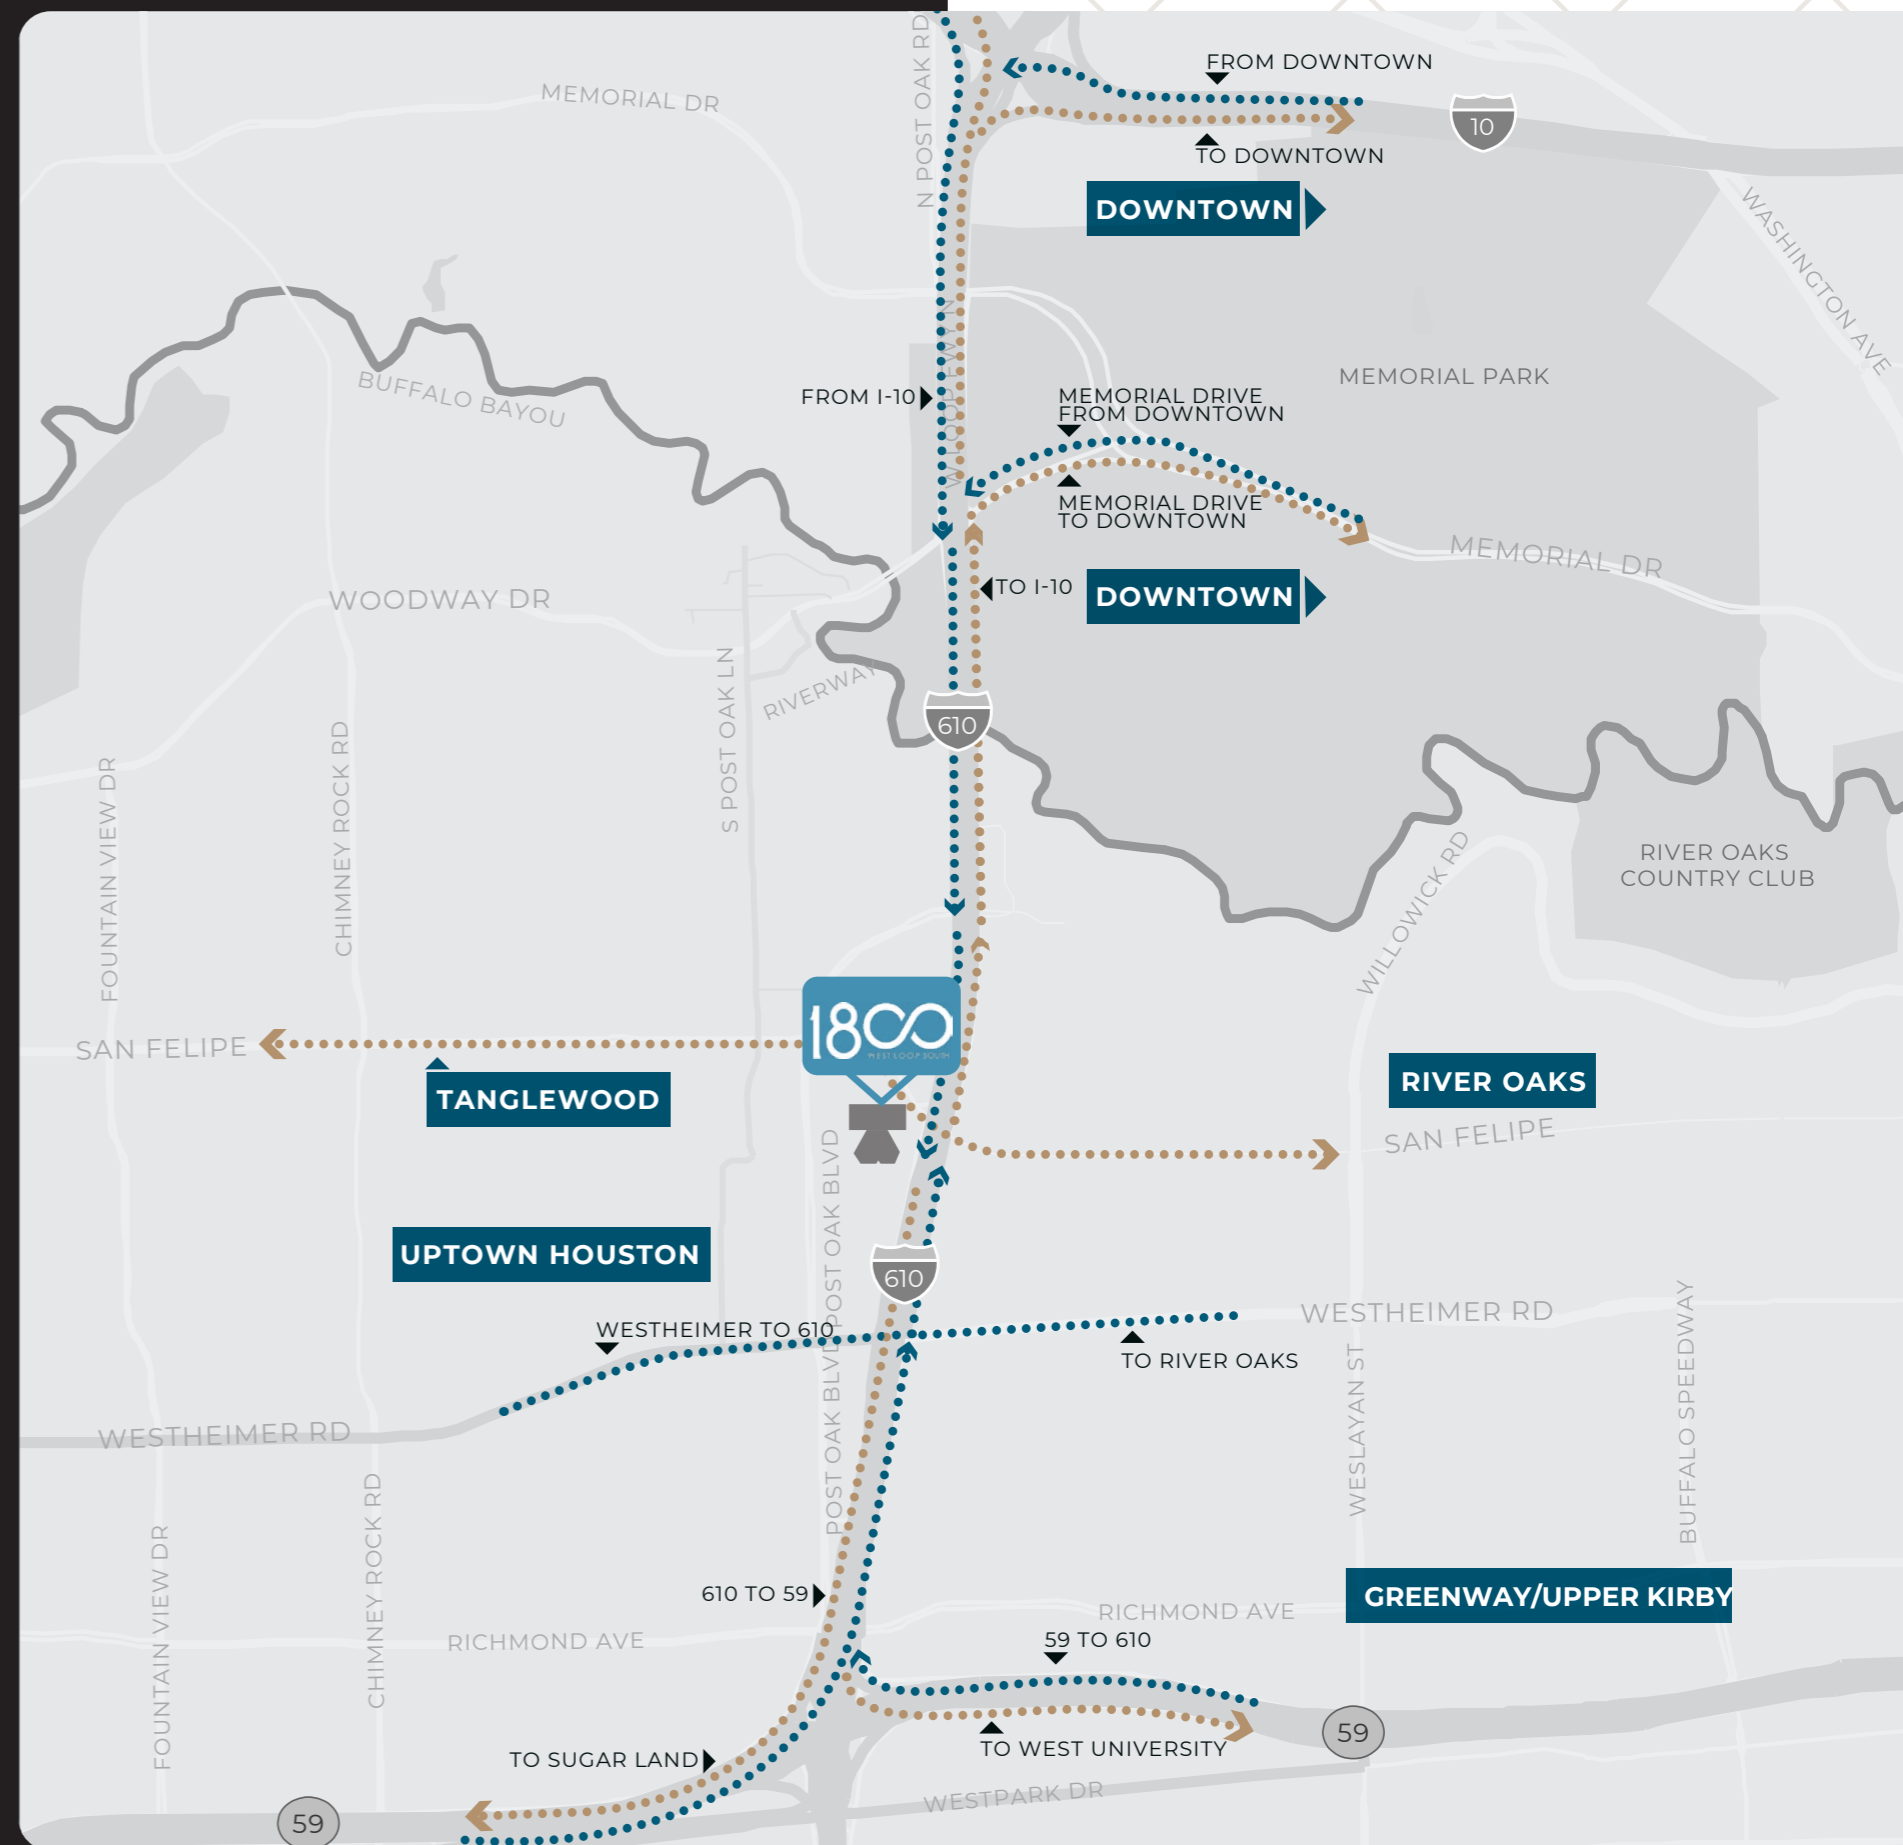 FROM DOWNTOWN
MEMORIAL DR
N POST OAK RD
10
TO DOWNTOWN
DOWNTOWN
WASHINGTON AVE
W LOOP FWY N
BUFFALO BAYOU
FROM I-10
MEMORIAL DRIVE
FROM DOWNTOWN
MEMORIAL PARK
MEMORIAL DRIVE
TO DOWNTOWN
MEMORIAL DR
WOODWAY DR
TO I-10
DOWNTOWN
S POST OAK LN
RIVERWAY
610
FOUNTAIN VIEW DR
CHIMNEY ROCK RD
WILLOWICK RD
RIVER OAKS
COUNTRY CLUB
1800
WEST LOOP SOUTH
SAN FELIPE
TANGLEWOOD
RIVER OAKS
SAN FELIPE
POST OAK BLVD
UPTOWN HOUSTON
610
WESTHEIMER TO 610
WESTHEIMER RD
TO RIVER OAKS
WESTHEIMER RD
POST OAK BLVD
WESLAYAN ST
BUFFALO SPEEDWAY
FOUNTAIN VIEW DR
CHIMNEY ROCK RD
610 TO 59
GREENWAY/UPPER KIRBY
RICHMOND AVE
RICHMOND AVE
59 TO 610
59
TO WEST UNIVERSITY
TO SUGAR LAND
WESTPARK DR
59